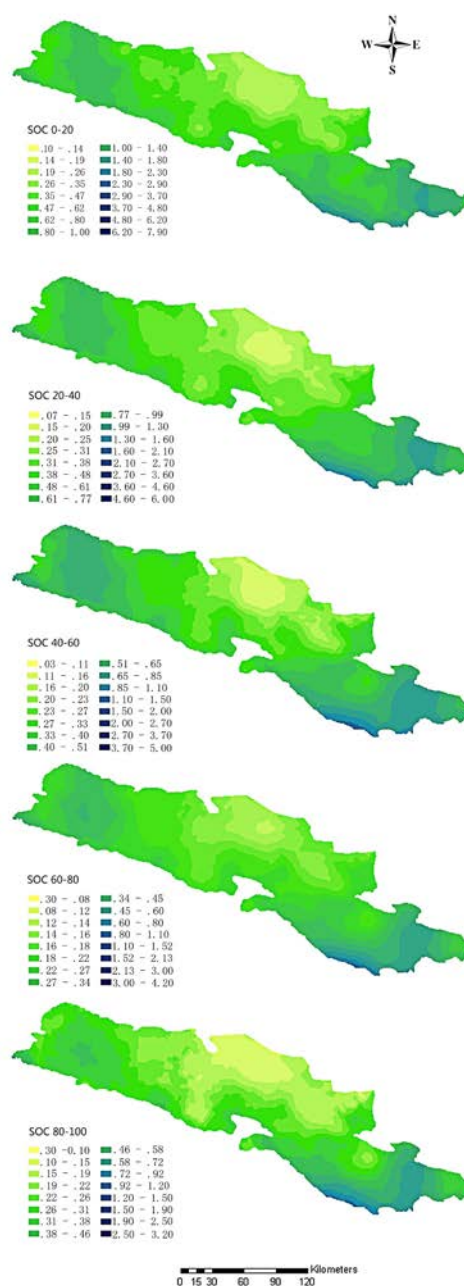 N
W E
S
SOC 0-20
.10 - .14 1.00 - 1.40
.14 - .19 1.40 - 1.80
.19 - .26 1.80 - 2.30
.26 - .35 2.30 - 2.90
.35 - .47 2.90 - 3.70
.47 - .62 3.70 - 4.80
.62 - .80 4.80 - 6.20
.80 - 1.00 6.20 - 7.90
SOC 20-40
.07 - .15 .77 - .99
.15 - .20 .99 - 1.30
.20 - .25 1.30 - 1.60
.25 - .31 1.60 - 2.10
.31 - .38 2.10 - 2.70
.38 - .48 2.70 - 3.60
.48 - .61 3.60 - 4.60
.61 - .77 4.60 - 6.00
SOC 40-60
.03 - .11 .51 - .65
.11 - .16 .65 - .85
.16 - .20 .85 - 1.10
.20 - .23 1.10 - 1.50
.23 - .27 1.50 - 2.00
.27 - .33 2.00 - 2.70
.33 - .40 2.70 - 3.70
.40 - .51 3.70 - 5.00
SOC 60-80
.30 - .08 .34 - .45
.08 - .12 .45 - .60
.12 - .14 .60 - .80
.14 - .16 .80 - 1.10
.16 - .18 1.10 - 1.52
.18 - .22 1.52 - 2.13
.22 - .27 2.13 - 3.00
.27 - .34 3.00 - 4.20
SOC 80-100
.30 -0.10 .46 - .58
.10 - .15 .58 - .72
.15 - .19 .72 - .92
.19 - .22 .92 - 1.20
.22 - .26 1.20 - 1.50
.26 - .31 1.50 - 1.90
.31 - .38 1.90 - 2.50
.38 - .46 2.50 - 3.20
Kilometers
0 15 30 60 90 120